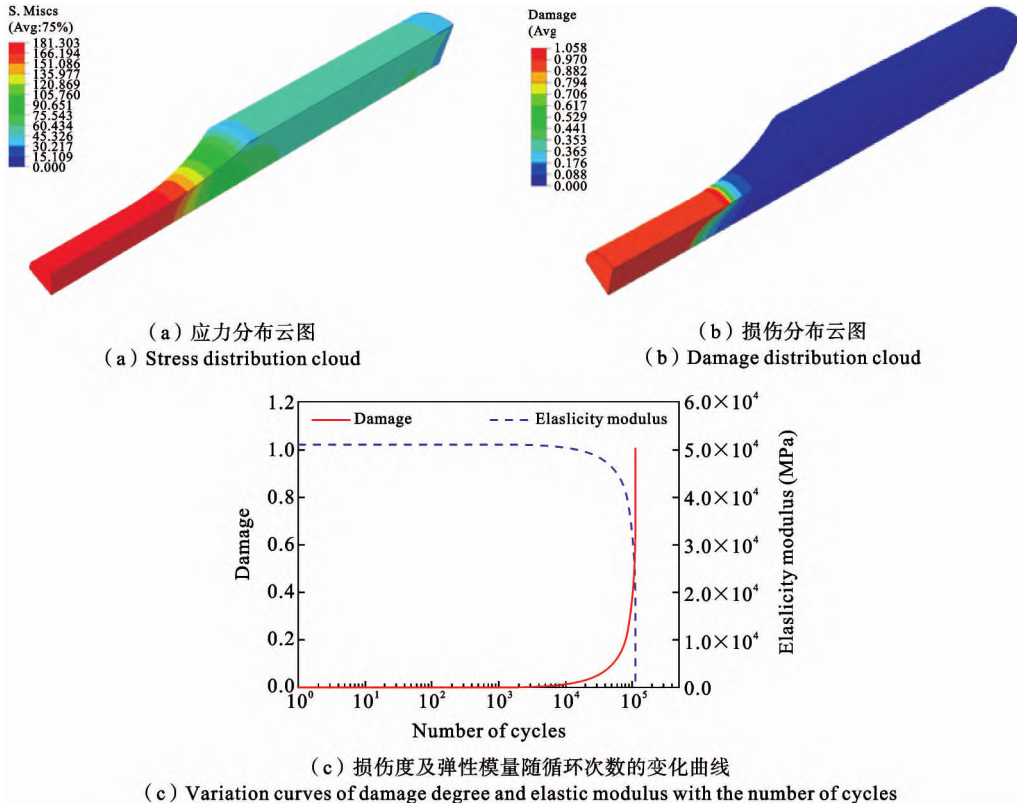 S. Miscs
(Avg:75%)
181.303
166.194
151.086
135.977
120.869
105.760
90.651
75.543
60.434
45.326
30.217
15.109
0.000
Damage
(Avg
1.058
0.970
0.882
0.794
0.706
0.617
0.529
0.441
0.353
0.365
0.176
0.088
0.000
(a)应力分布云图
(a) Stress distribution cloud
(b)损伤分布云图
(b) Damage distribution cloud
Damage
Elaslicity modulus
1.2
1.0
0.8
0.6
0.4
0.2
0.0
Damage
6.0×10⁴
5.0×10⁴
4.0×10⁴
3.0×10⁴
2.0×10⁴
1.0×10⁴
0.0
Elaslicity modulus (MPa)
10⁰ 10¹ 10² 10³ 10⁴ 10⁵
Number of cycles
(c)损伤度及弹性模量随循环次数的变化曲线
(c) Variation curves of damage degree and elastic modulus with the number of cycles